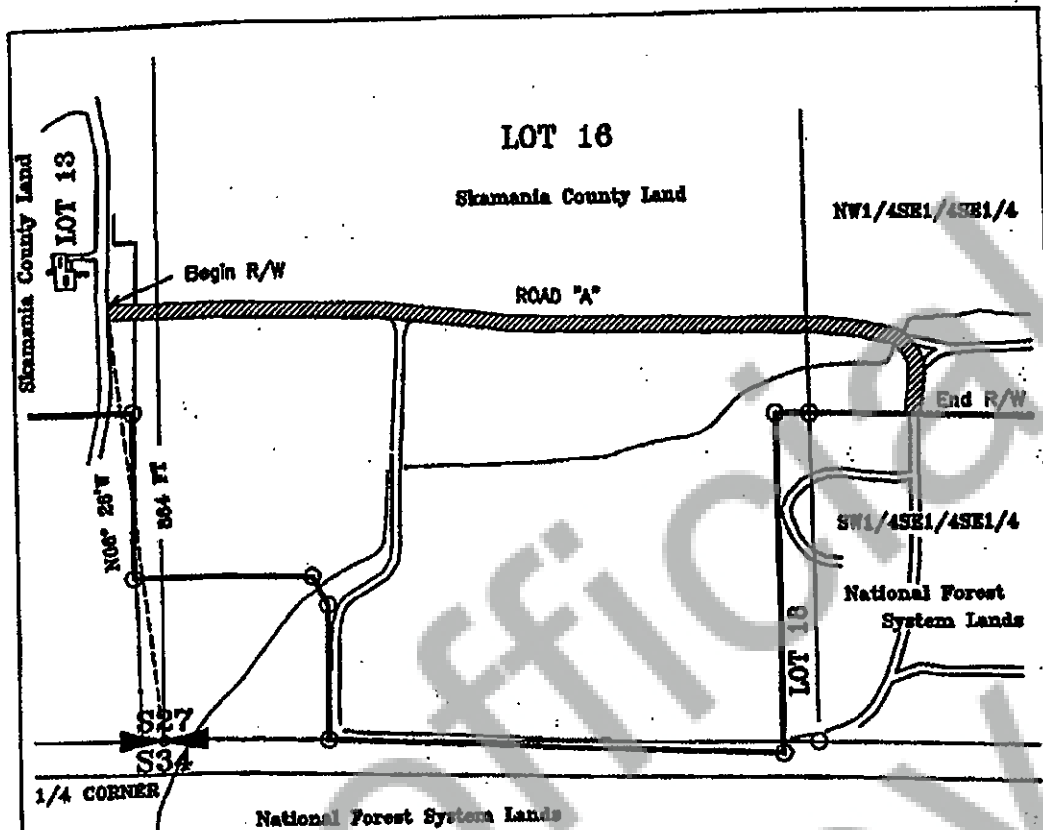 LOT 16
Skamania County Land
NW1/4SE1/4SE1/4
Skamania County Land
LOT 13
Begin R/W
ROAD "A"
End R/W
N06° 26'W
564 FT
SW1/4SE1/4SE1/4
National Forest
System Lands
LOT 18
S27
S34
1/4 CORNER
National Forest System Lands